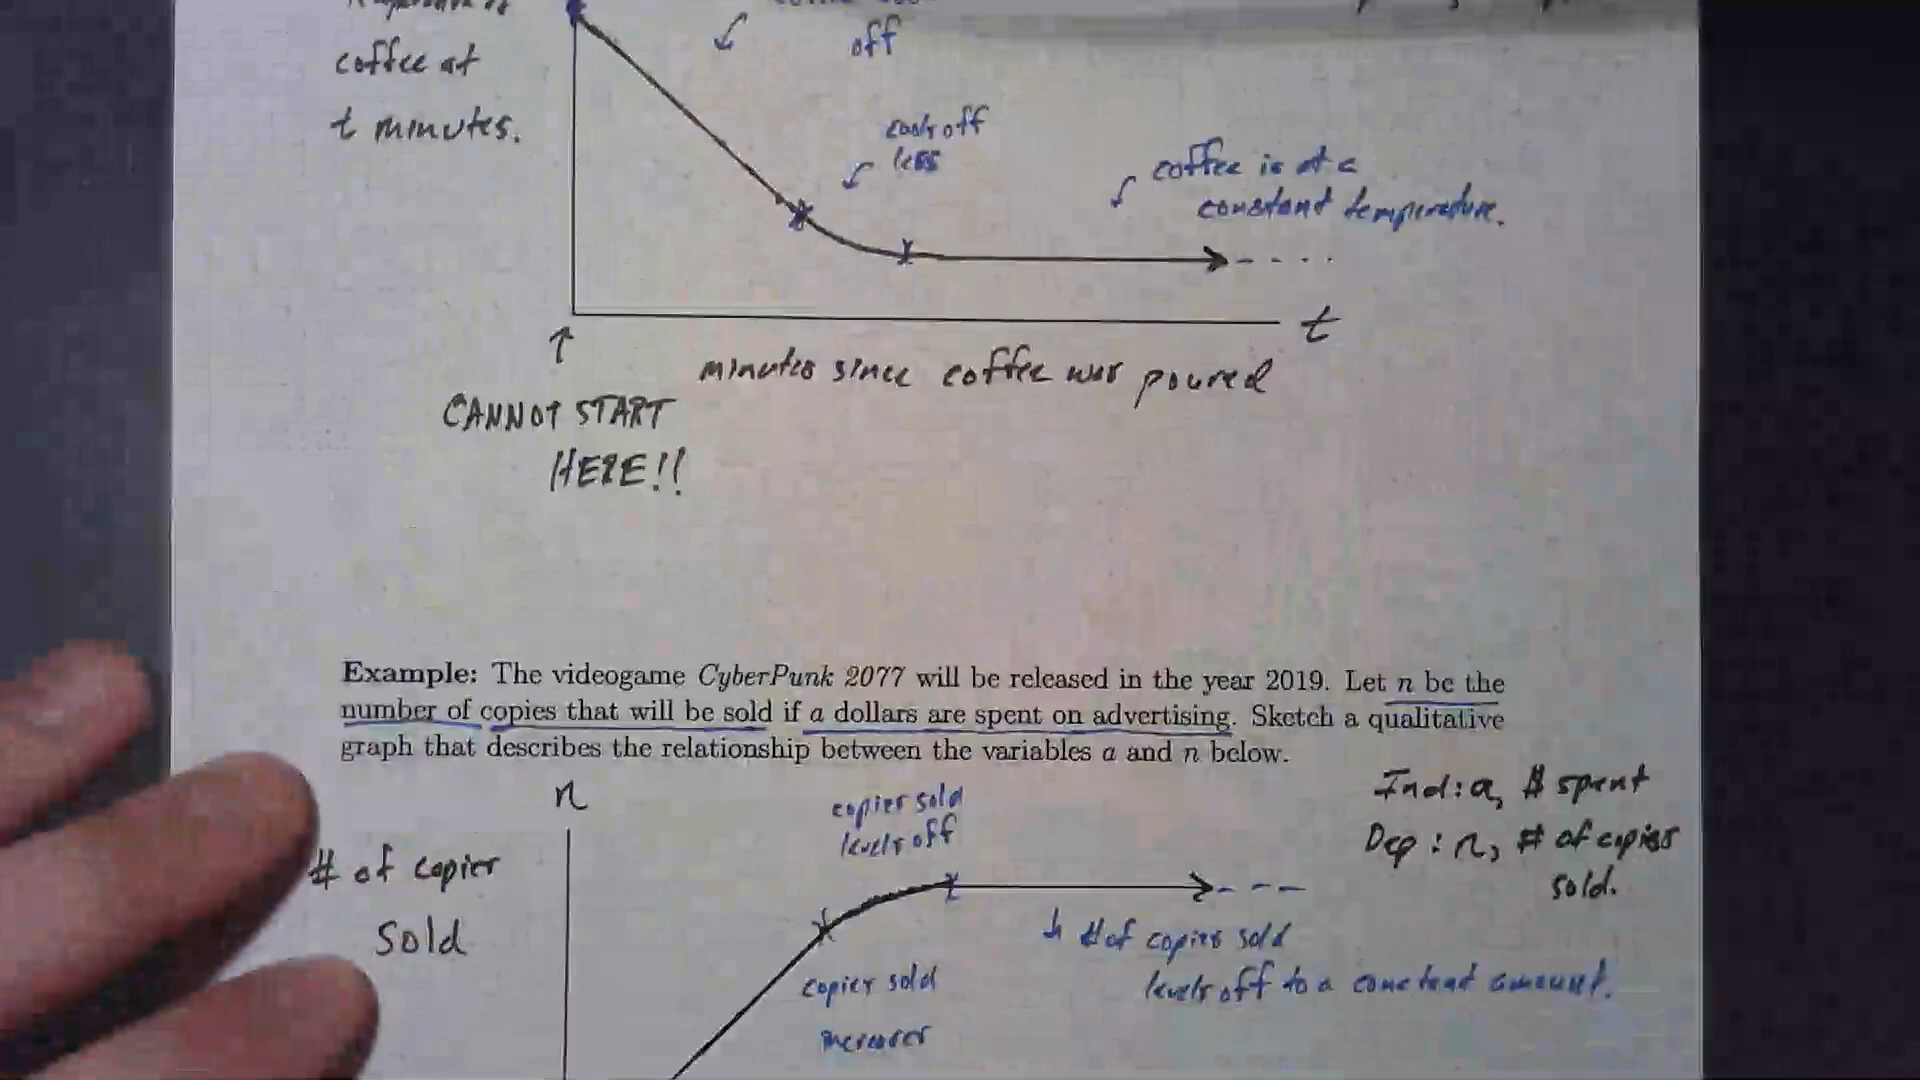 coffee at
t minutes.
off
cools off
less
coffee is at a
constant temperature.
t
minutes since coffee was poured
CANNOT START
HERE!!
Example: The videogame CyberPunk 2077 will be released in the year 2019. Let n be the
number of copies that will be sold if a dollars are spent on advertising. Sketch a qualitative
graph that describes the relationship between the variables a and n below.
n
# of copies
sold
copies sold
levels off
Ind: a, $ spent
Dep: n, # of copies
sold.
# of copies sold
levels off to a constant amount.
copies sold
increases